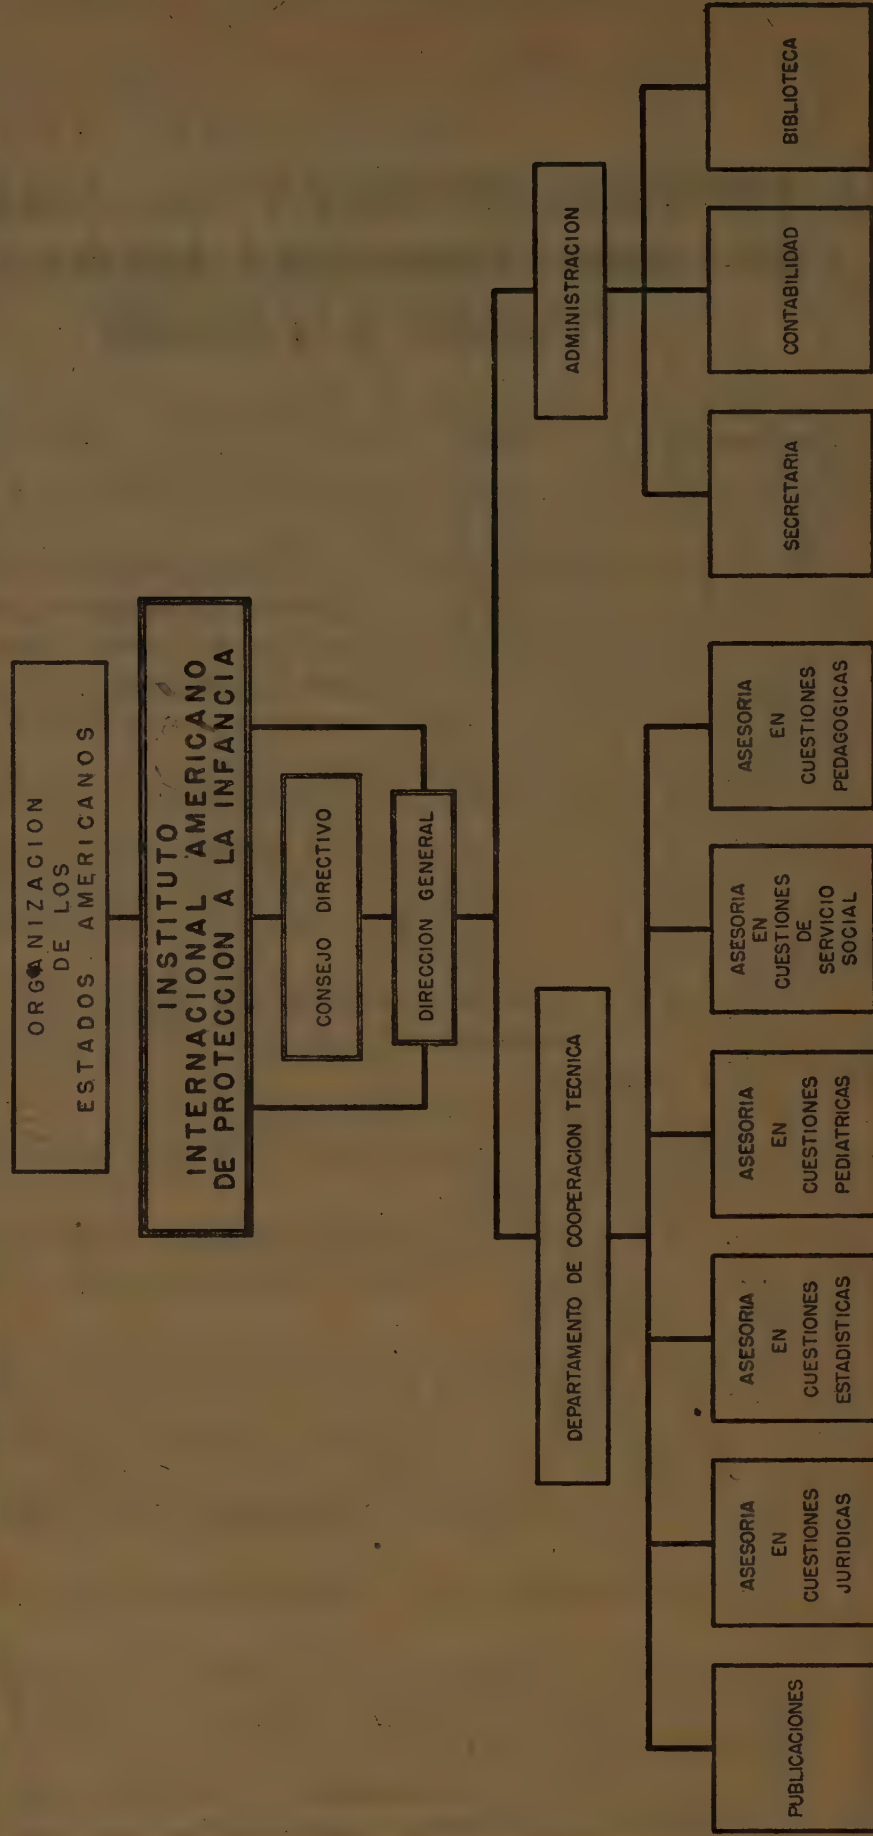 ORGANIZACION
DE LOS
ESTADOS AMERICANOS
INSTITUTO
INTERNACIONAL AMERICANO
DE PROTECCION A LA INFANCIA
CONSEJO DIRECTIVO
DIRECCION GENERAL
DEPARTAMENTO DE COOPERACION TECNICA
ADMINISTRACION
PUBLICACIONES
ASESORIA
EN
CUESTIONES
JURIDICAS
ASESORIA
EN
CUESTIONES
ESTADISTICAS
ASESORIA
EN
CUESTIONES
PEDIATRICAS
ASESORIA
EN
CUESTIONES
DE
SERVICIO
SOCIAL
ASESORIA
EN
CUESTIONES
PEDAGOGICAS
SECRETARIA
CONTABILIDAD
BIBLIOTECA